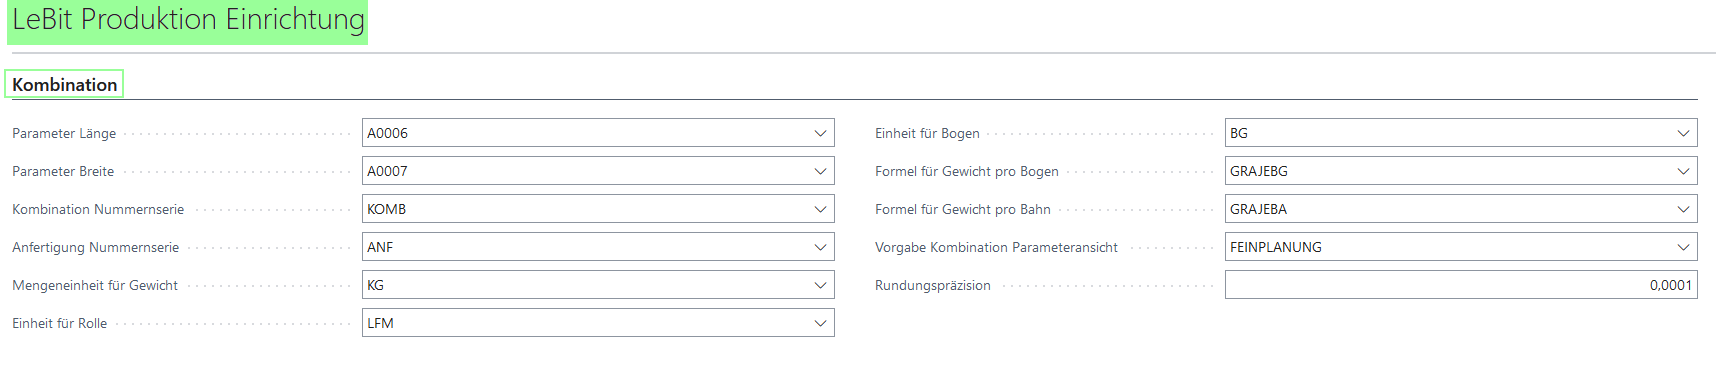 LeBit Produktion Einrichtung
Kombination
Parameter Länge A0006
Parameter Breite A0007
Kombination Nummernserie KOMB
Anfertigung Nummernserie ANF
Mengeneinheit für Gewicht KG
Einheit für Rolle LFM
Einheit für Bogen BG
Formel für Gewicht pro Bogen GRAJEBG
Formel für Gewicht pro Bahn GRAJEBA
Vorgabe Kombination Parameteransicht FEINPLANUNG
Rundungspräzision 0,0001